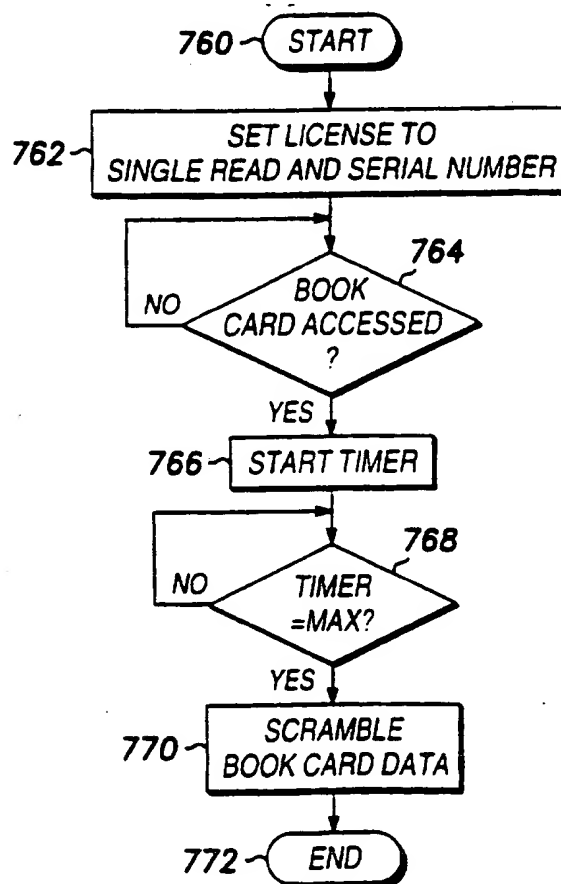 760 START
762 SET LICENSE TO
SINGLE READ AND SERIAL NUMBER
764
BOOK
CARD ACCESSED
?
NO
YES
766 START TIMER
768
TIMER
=MAX?
NO
YES
770 SCRAMBLE
BOOK CARD DATA
772 END